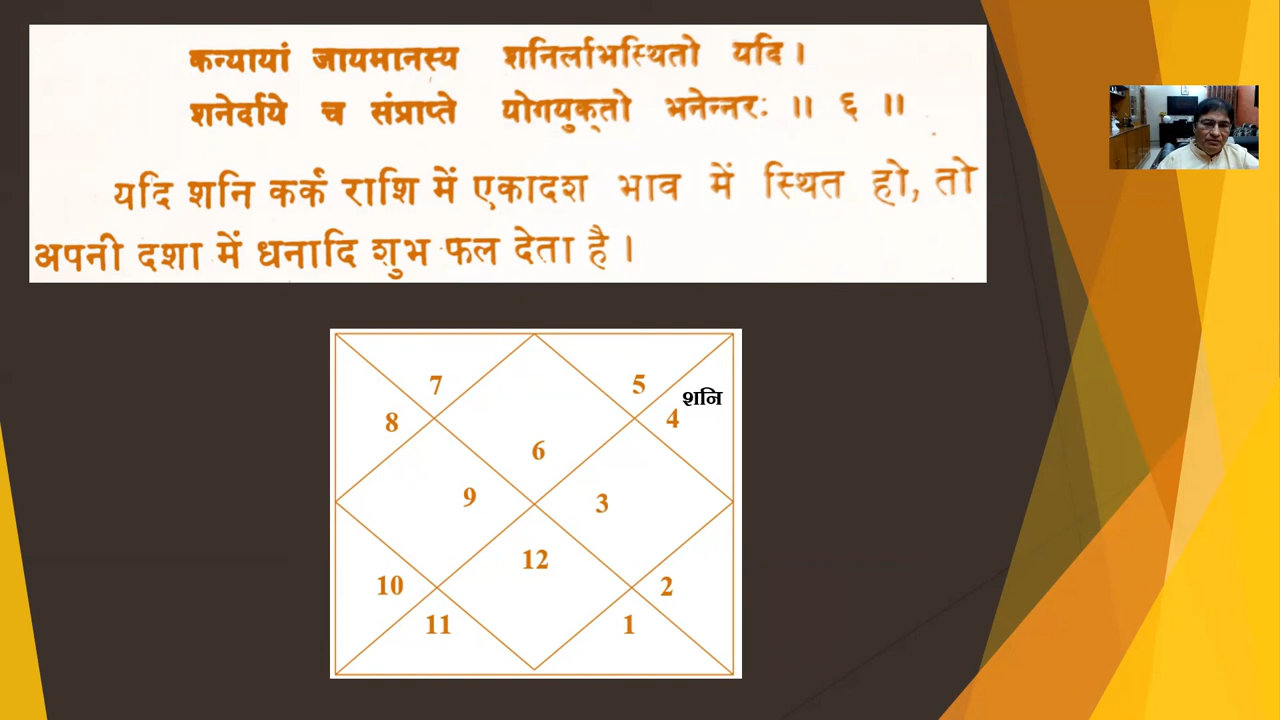 कन्यायां जायमानस्य शनिर्लाभस्थितो यदि ।
शनेर्दाये च संप्राप्ते योगयुक्तो भनेन्नरः ॥ ६ ॥
यदि शनि कर्क राशि में एकादश भाव में स्थित हो, तो
अपनी दशा में धनादि शुभ फल देता है ।
7
5
शनि
8
4
6
9
3
12
10
2
11
1